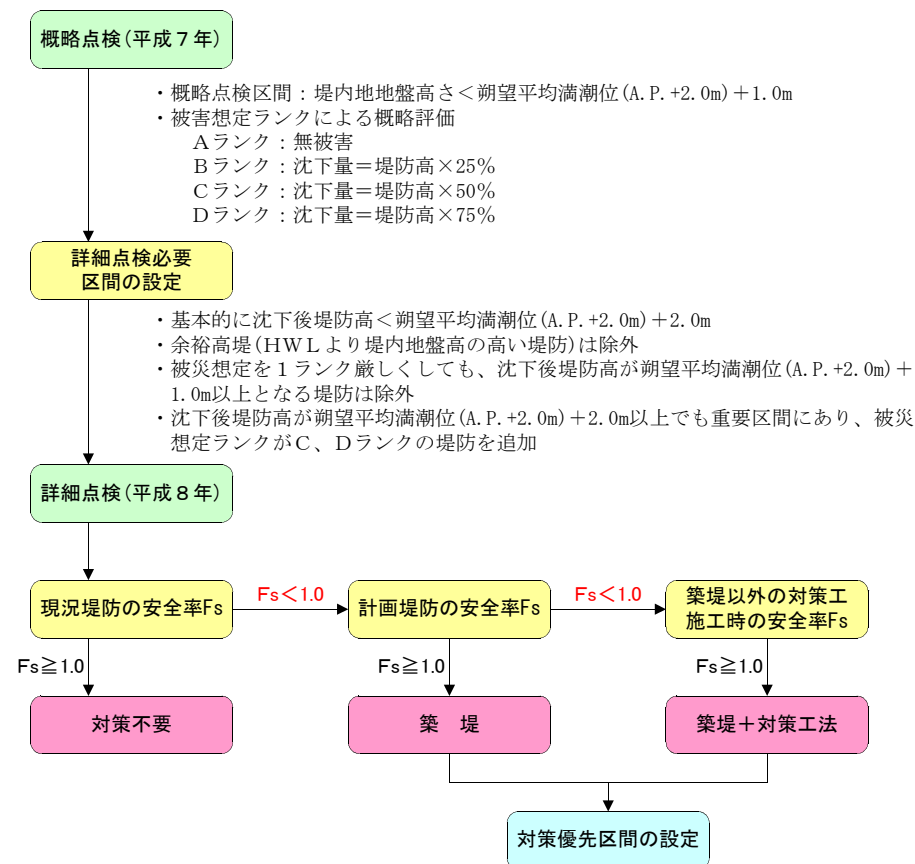 概略点検(平成７年)
・概略点検区間：堤内地地盤高さ＜朔望平均満潮位(A.P.+2.0m)＋1.0m
・被害想定ランクによる概略評価
Ａランク：無被害
Ｂランク：沈下量＝堤防高×25％
Ｃランク：沈下量＝堤防高×50％
Ｄランク：沈下量＝堤防高×75％
詳細点検必要
区間の設定
・基本的に沈下後堤防高＜朔望平均満潮位(A.P.+2.0m)＋2.0m
・余裕高堤(ＨＷＬより堤内地盤高の高い堤防)は除外
・被災想定を１ランク厳しくしても、沈下後堤防高が朔望平均満潮位(A.P.+2.0m)＋
1.0m以上となる堤防は除外
・沈下後堤防高が朔望平均満潮位(A.P.+2.0m)＋2.0m以上でも重要区間にあり、被災
想定ランクがＣ、Ｄランクの堤防を追加
詳細点検(平成８年)
現況堤防の安全率Fs
Fs＜1.0
計画堤防の安全率Fs
Fs＜1.0
築堤以外の対策工
施工時の安全率Fs
Fs≧1.0
Fs≧1.0
Fs≧1.0
対策不要
築　堤
築堤＋対策工法
対策優先区間の設定